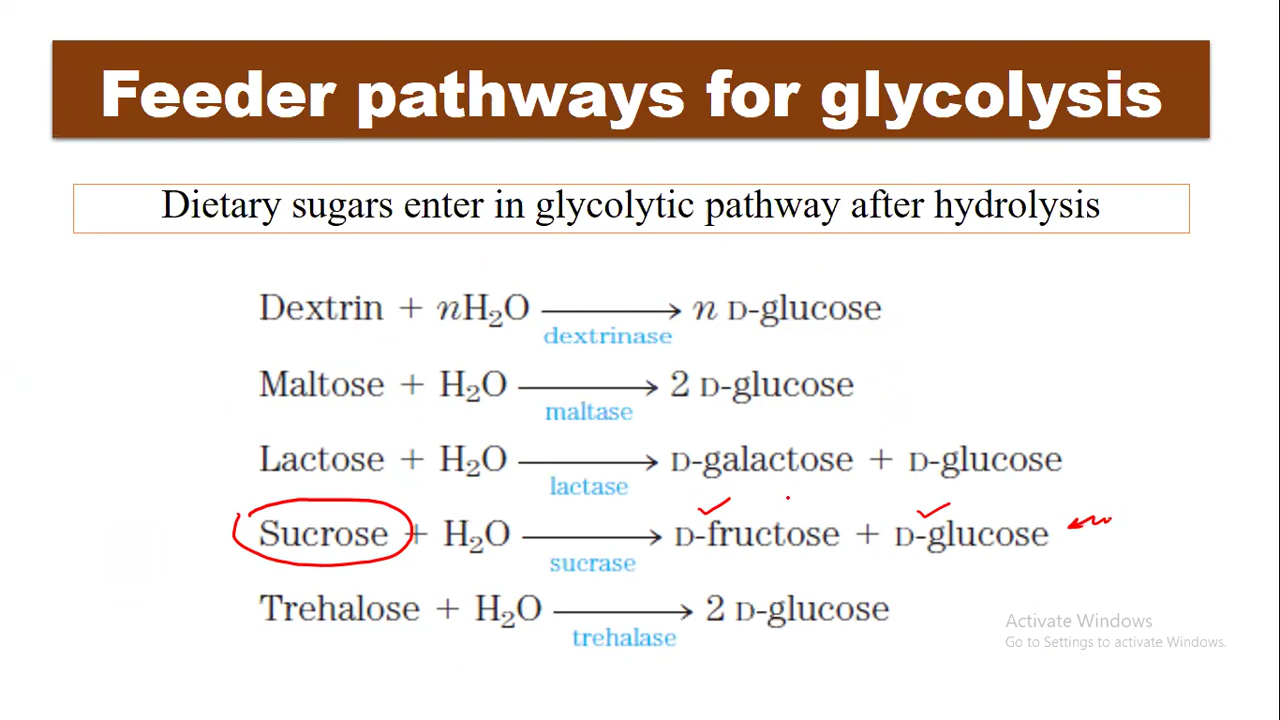 Feeder pathways for glycolysis
Dietary sugars enter in glycolytic pathway after hydrolysis
Dextrin + nH₂O ⟶ n D-glucose
dextrinase
Maltose + H₂O ⟶ 2 D-glucose
maltase
Lactose + H₂O ⟶ D-galactose + D-glucose
lactase
Sucrose + H₂O ⟶ D-fructose + D-glucose
sucrase
Trehalose + H₂O ⟶ 2 D-glucose
trehalase
Activate Windows
Go to Settings to activate Windows.